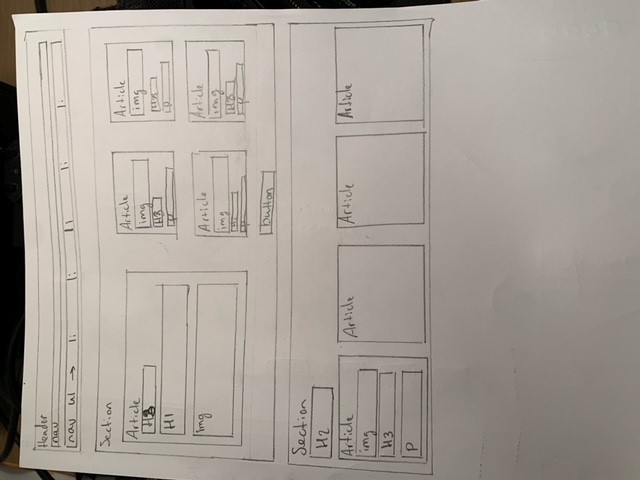 Header
nav
nav ul → li li li li li
Section
Article
H1
img
Article
img
H3
P
Article
img
H3
P
Article
img
H3
P
Article
img
H3
P
button
Section
H2
Article
img
H3
P
Article
Article
Article